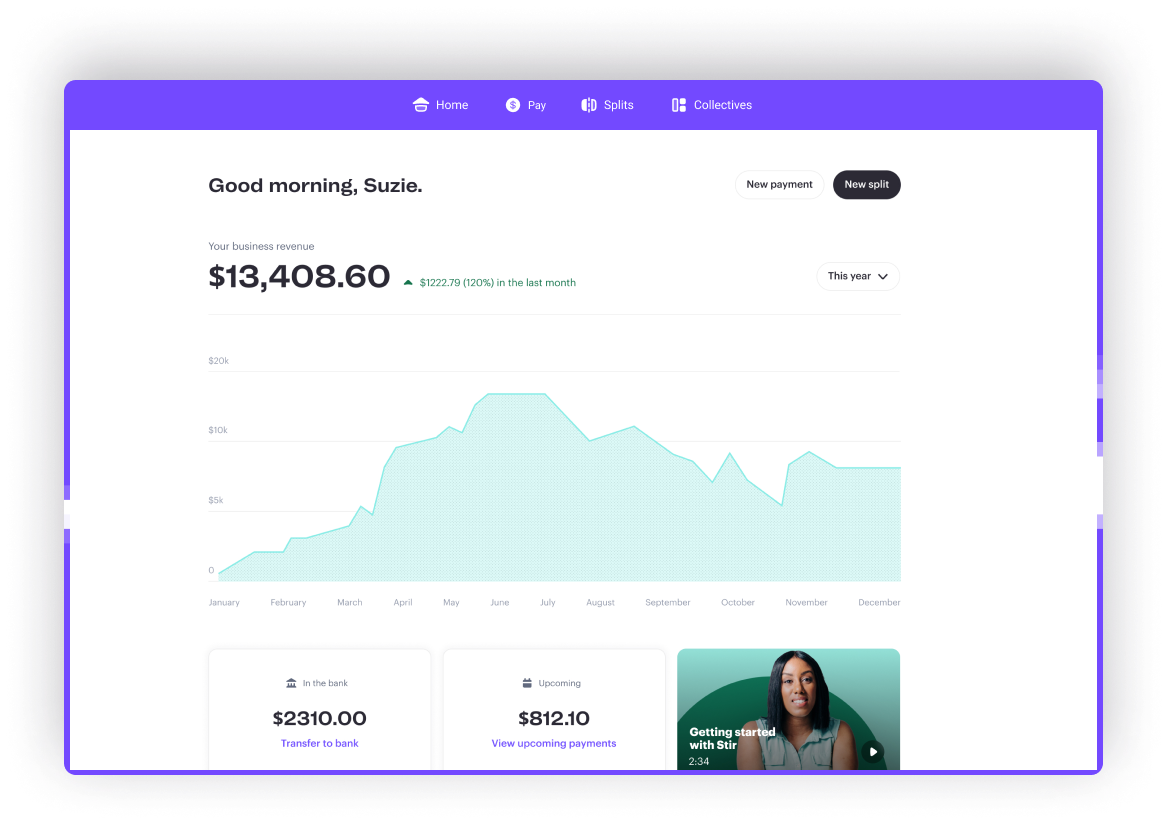 Home Pay Splits Collectives
Good morning, Suzie.
New payment New split
Your business revenue
$13,408.60 $1222.79 (120%) in the last month
This year
$20k
$10k
$5k
0
January February March April May June July August September October November December
In the bank
$2310.00
Transfer to bank
Upcoming
$812.10
View upcoming payments
Getting started
with Stir
2:34